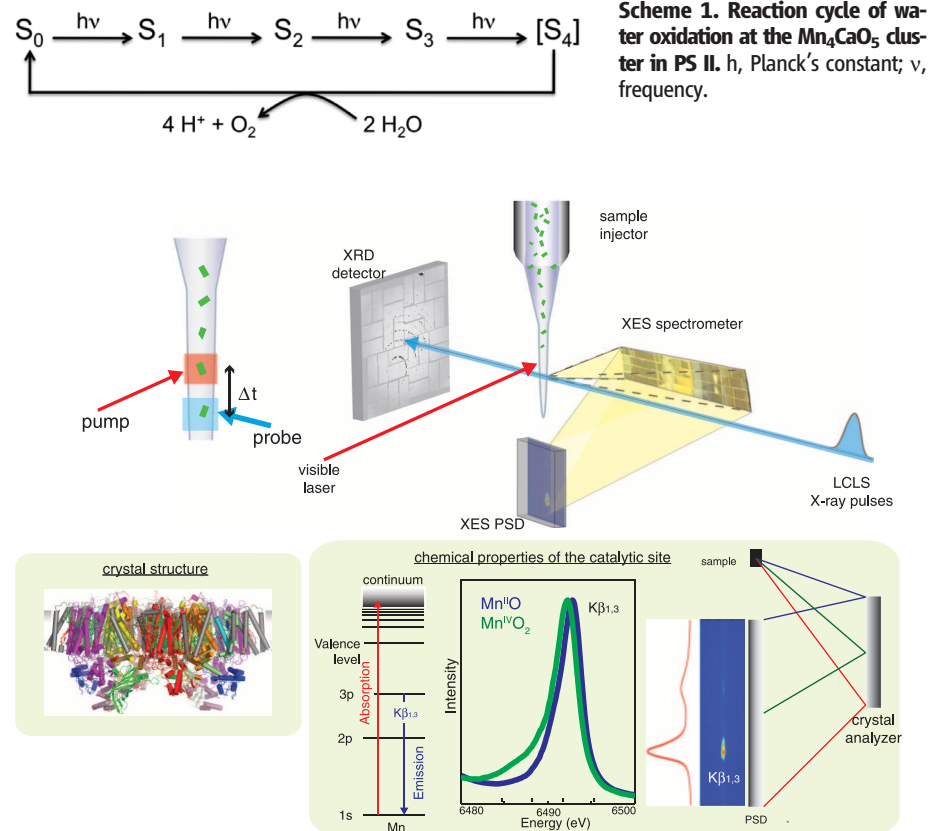 S₀ hν S₁ hν S₂ hν S₃ hν [S₄]
4 H⁺ + O₂ 2 H₂O
Scheme 1. Reaction cycle of wa-
ter oxidation at the Mn₄CaO₅ clus-
ter in PS II. h, Planck's constant; ν,
frequency.
pump
Δt
probe
XRD
detector
sample
injector
XES spectrometer
visible
laser
XES PSD
LCLS
X-ray pulses
crystal structure
chemical properties of the catalytic site
continuum
Valence
level
3p
2p
1s
Mn
Absorption
Kβ₁,₃
Emission
Intensity
MnᴵᴵO
MnᴵⱽO₂
Kβ₁,₃
6480 6490 6500
Energy (eV)
sample
crystal
analyzer
Kβ₁,₃
PSD